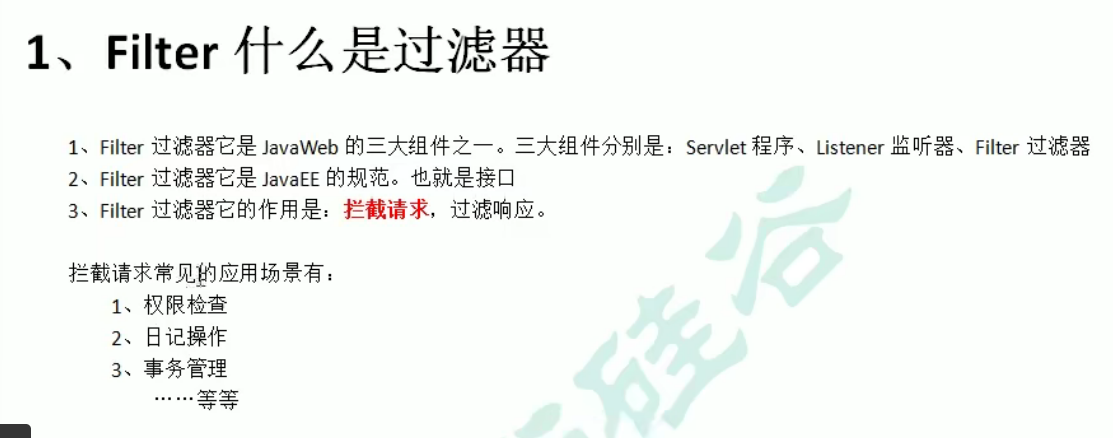 1、Filter 什么是过滤器
1、Filter 过滤器它是 JavaWeb 的三大组件之一。三大组件分别是：Servlet 程序、Listener 监听器、Filter 过滤器
2、Filter 过滤器它是 JavaEE 的规范。也就是接口
3、Filter 过滤器它的作用是：拦截请求，过滤响应。
拦截请求常见的应用场景有：
1、权限检查
2、日记操作
3、事务管理
……等等
硅谷